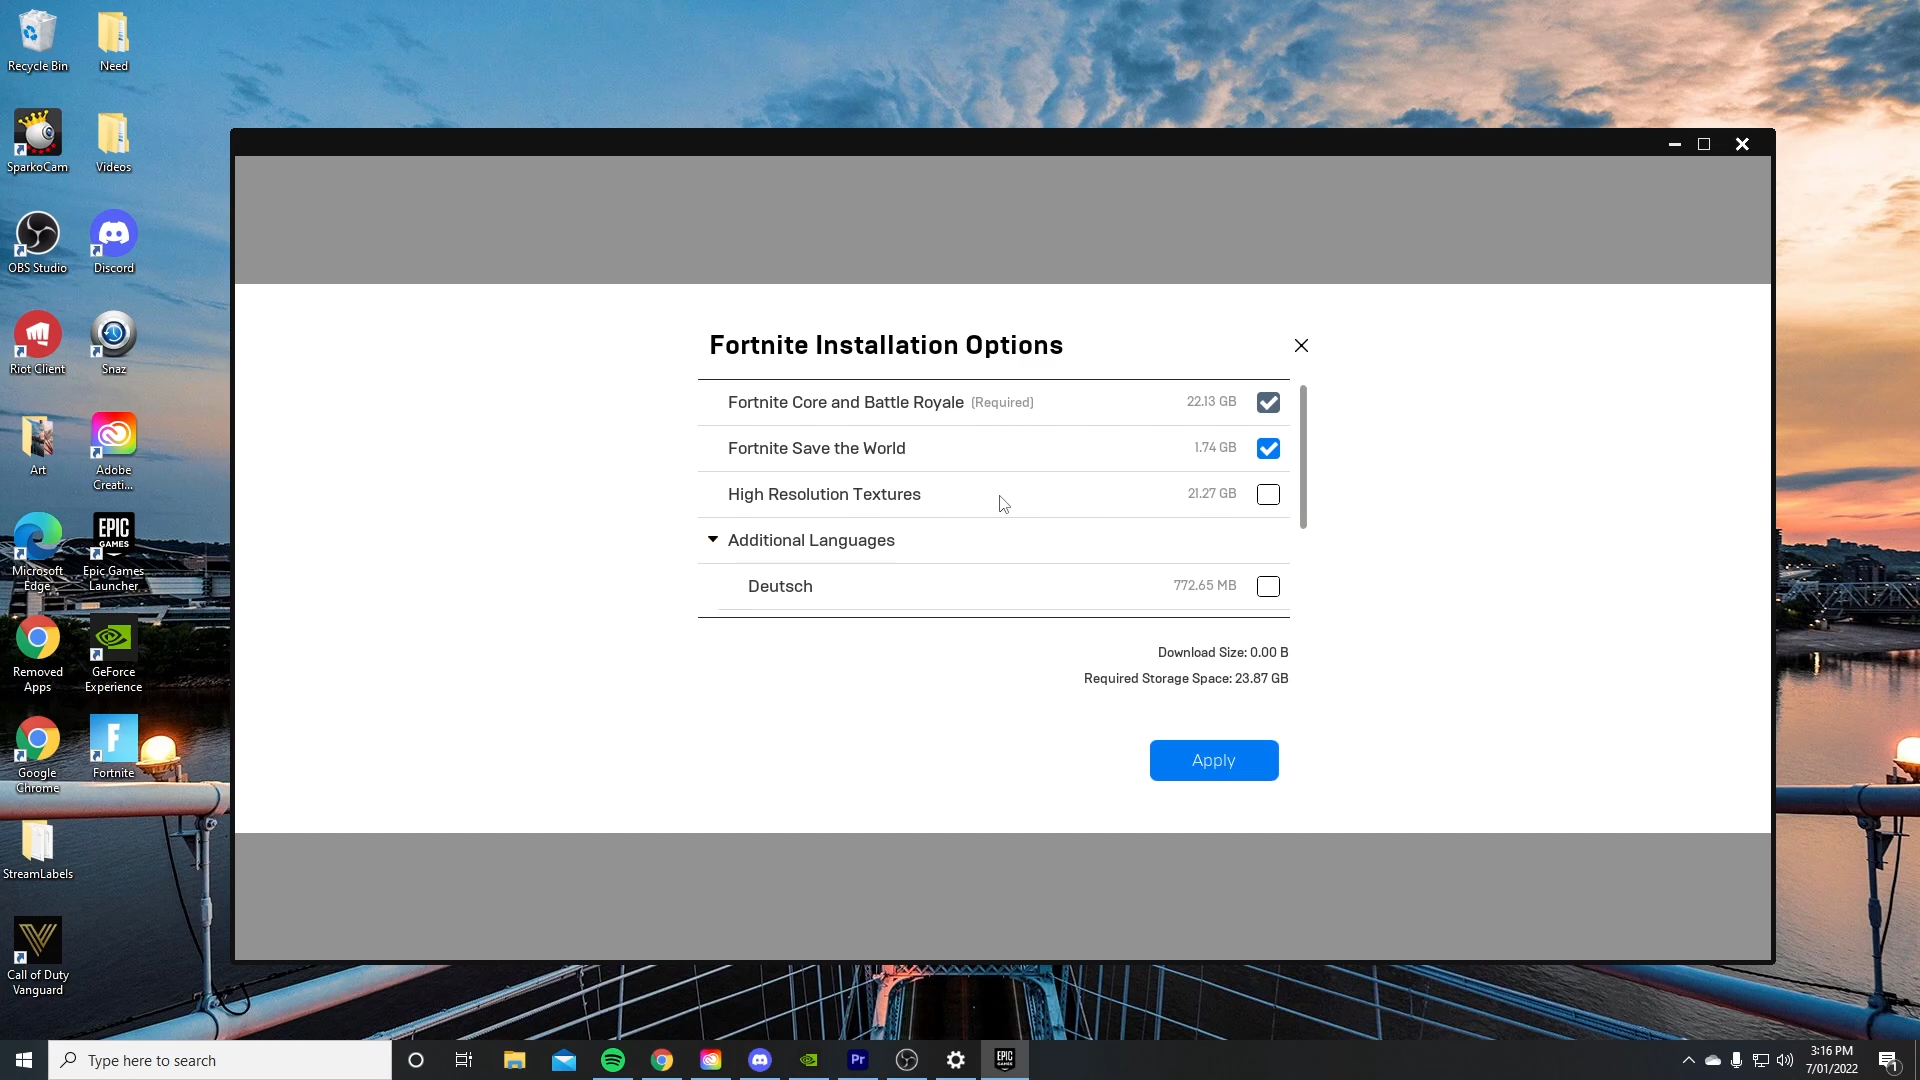 Recycle Bin
Need
SparkoCam
Videos
OBS Studio
Discord
Riot Client
Snaz
Art
Adobe
Creati...
Microsoft
Edge
EPIC
GAMES
Epic Games
Launcher
Removed
Apps
GeForce
Experience
Google
Chrome
F
Fortnite
StreamLabels
Call of Duty
Vanguard
Fortnite Installation Options
Fortnite Core and Battle Royale (Required) 22.13 GB
Fortnite Save the World 1.74 GB
High Resolution Textures 21.27 GB
Additional Languages
Deutsch 772.65 MB
Download Size: 0.00 B
Required Storage Space: 23.87 GB
Apply
Type here to search
Pr
EPIC
GAMES
3:16 PM
7/01/2022
1